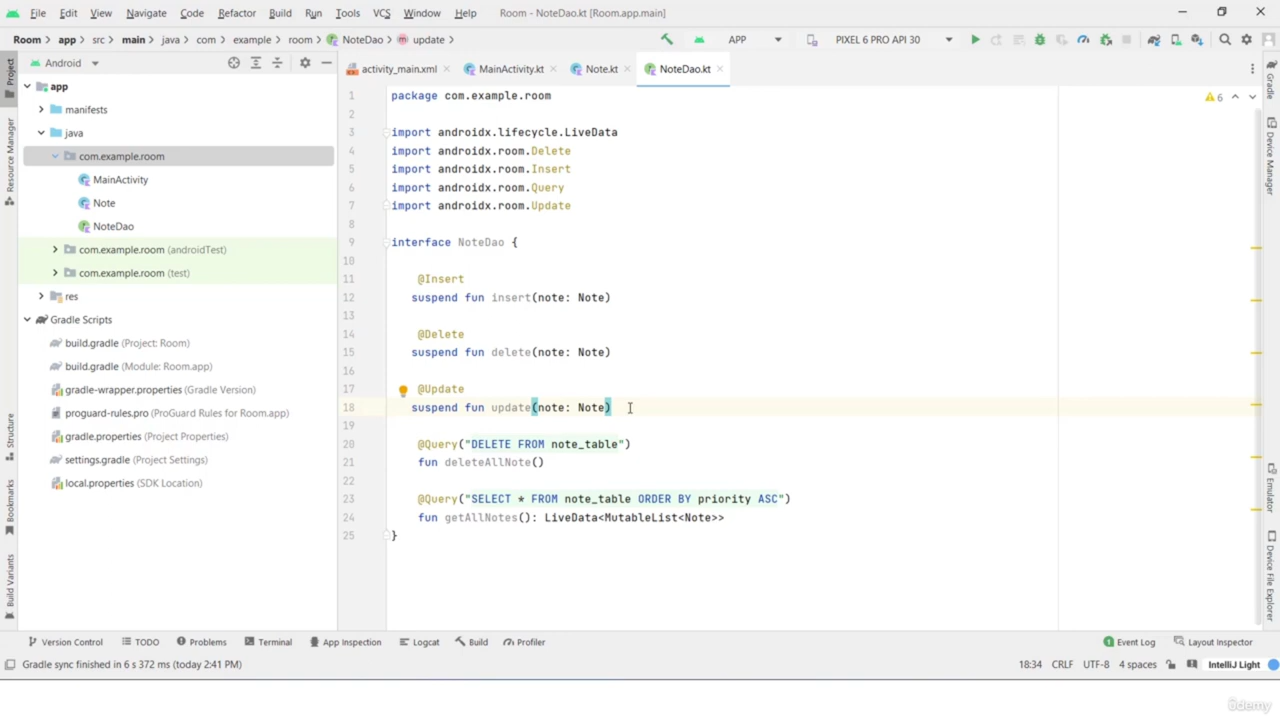 File Edit View Navigate Code Refactor Build Run Tools VCS Window Help Room - NoteDao.kt [Room.app.main]
Room app src main java com example room NoteDao update APP PIXEL 6 PRO API 30
Android activity_main.xml MainActivity.kt Note.kt NoteDao.kt
Project
Resource Manager
Structure
Bookmarks
Build Variants
app
manifests
java
com.example.room
MainActivity
Note
NoteDao
com.example.room (androidTest)
com.example.room (test)
res
Gradle Scripts
build.gradle (Project: Room)
build.gradle (Module: Room.app)
gradle-wrapper.properties (Gradle Version)
proguard-rules.pro (ProGuard Rules for Room.app)
gradle.properties (Project Properties)
settings.gradle (Project Settings)
local.properties (SDK Location)
1 package com.example.room
2
3 import androidx.lifecycle.LiveData
4 import androidx.room.Delete
5 import androidx.room.Insert
6 import androidx.room.Query
7 import androidx.room.Update
8
9 interface NoteDao {
10
11 @Insert
12 suspend fun insert(note: Note)
13
14 @Delete
15 suspend fun delete(note: Note)
16
17 @Update
18 suspend fun update(note: Note)
19
20 @Query("DELETE FROM note_table")
21 fun deleteAllNote()
22
23 @Query("SELECT * FROM note_table ORDER BY priority ASC")
24 fun getAllNotes(): LiveData<MutableList<Note>>
25 }
6
Gradle
Device Manager
Emulator
Device File Explorer
Version Control TODO Problems Terminal App Inspection Logcat Build Profiler 1 Event Log Layout Inspector
Gradle sync finished in 6 s 372 ms (today 2:41 PM) 18:34 CRLF UTF-8 4 spaces IntelliJ Light
ûdemy